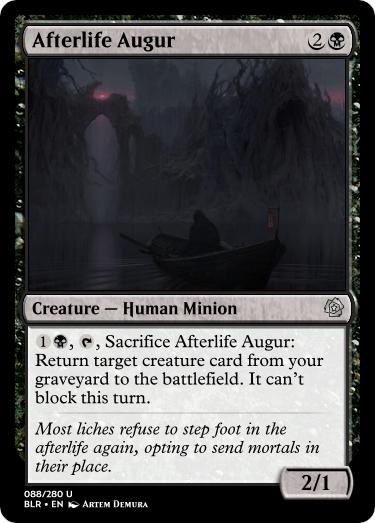 Afterlife Augur 2
Creature — Human Minion
1, , Sacrifice Afterlife Augur:
Return target creature card from your
graveyard to the battlefield. It can't
block this turn.
Most liches refuse to step foot in the
afterlife again, opting to send mortals in
their place.
2/1
088/280 U
BLR • EN Artem Demura